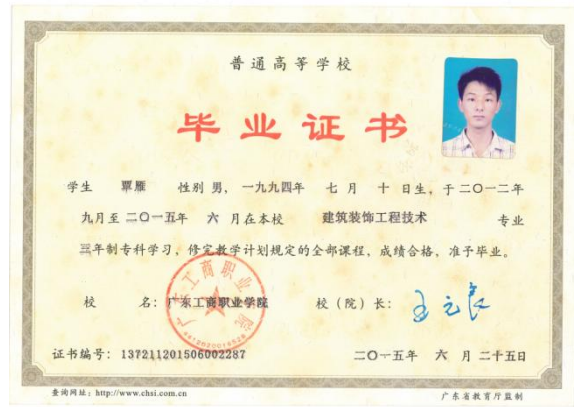 普通高等学校
毕业证书
学生 覃雁 性别 男，一九九四年 七 月 十 日生，于二〇一二年
九月至二〇一五年 六 月在本校 建筑装饰工程技术 专业
三年制专科学习，修完教学计划规定的全部课程，成绩合格，准予毕业。
校 名：广东工商职业学院 校（院）长：
证书编号：137211201506002287 二〇一五年 六 月 二十五日
查询网址：http://www.chsi.com.cn 广东省教育厅监制